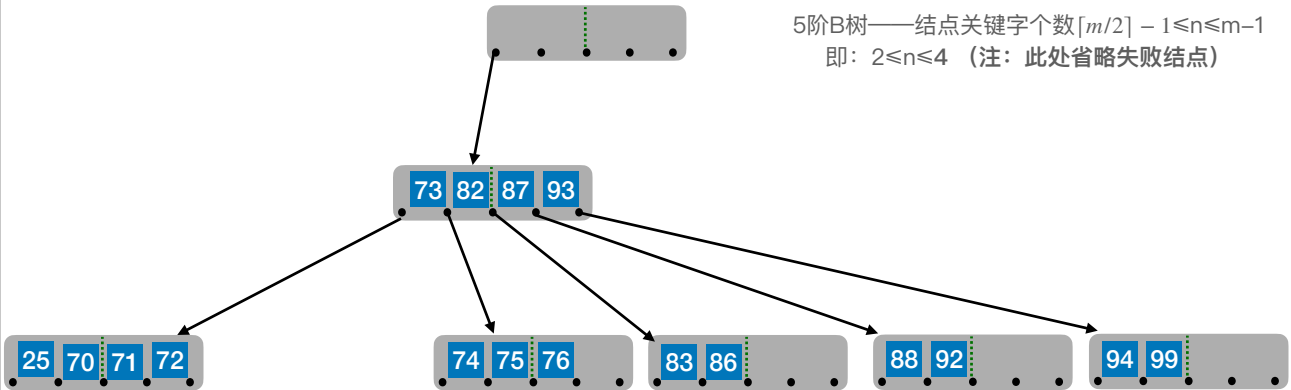 5阶B树——结点关键字个数⌈m/2⌉ − 1≤n≤m−1
即：2≤n≤4 （注：此处省略失败结点）
73 82 87 93
25 70 71 72 74 75 76 83 86 88 92 94 99